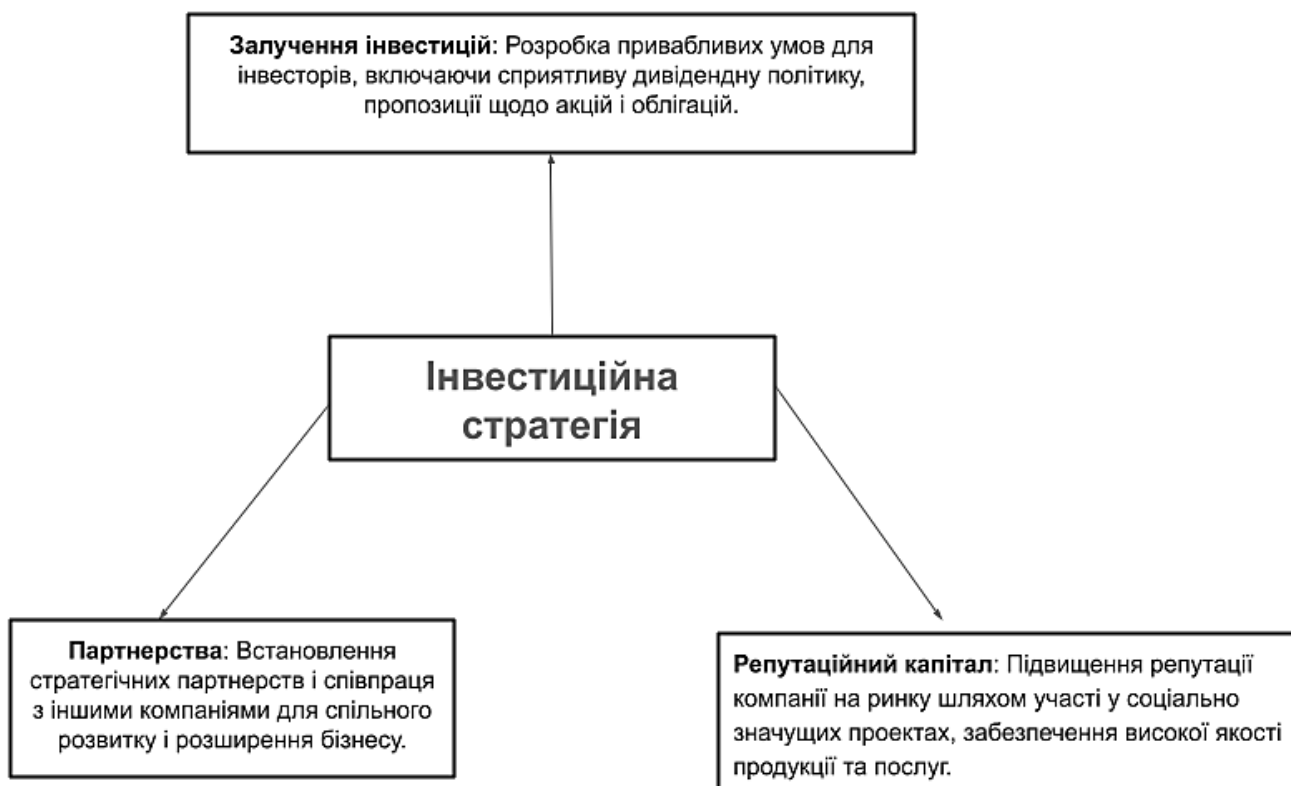 Залучення інвестицій: Розробка привабливих умов для
інвесторів, включаючи сприятливу дивідендну політику,
пропозиції щодо акцій і облігацій.
Інвестиційна
стратегія
Партнерства: Встановлення
стратегічних партнерств і співпраця
з іншими компаніями для спільного
розвитку і розширення бізнесу.
Репутаційний капітал: Підвищення репутації
компанії на ринку шляхом участі у соціально
значущих проектах, забезпечення високої якості
продукції та послуг.